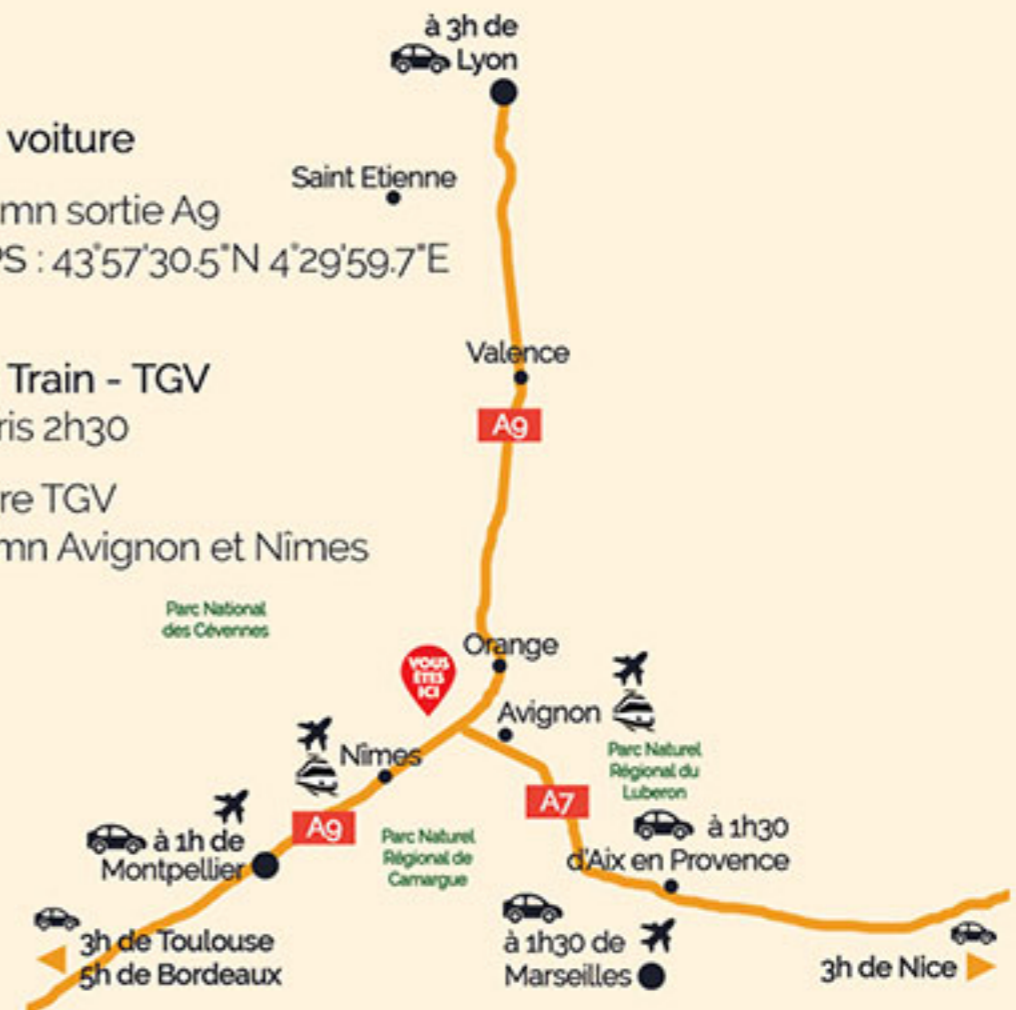 à 3h de
Lyon
voiture
Saint Etienne
mn sortie A9
PS : 43°57'30.5"N 4°29'59.7"E
Valence
Train - TGV
A9
ris 2h30
re TGV
mn Avignon et Nîmes
Parc National
des Cévennes
Orange
VOUS
ÊTES
ICI
Avignon
Nîmes
Parc Naturel
Régional du
Luberon
A7
A9
à 1h30
d'Aix en Provence
à 1h de
Montpellier
Parc Naturel
Régional de
Camargue
3h de Toulouse
5h de Bordeaux
à 1h30 de
Marseilles
3h de Nice